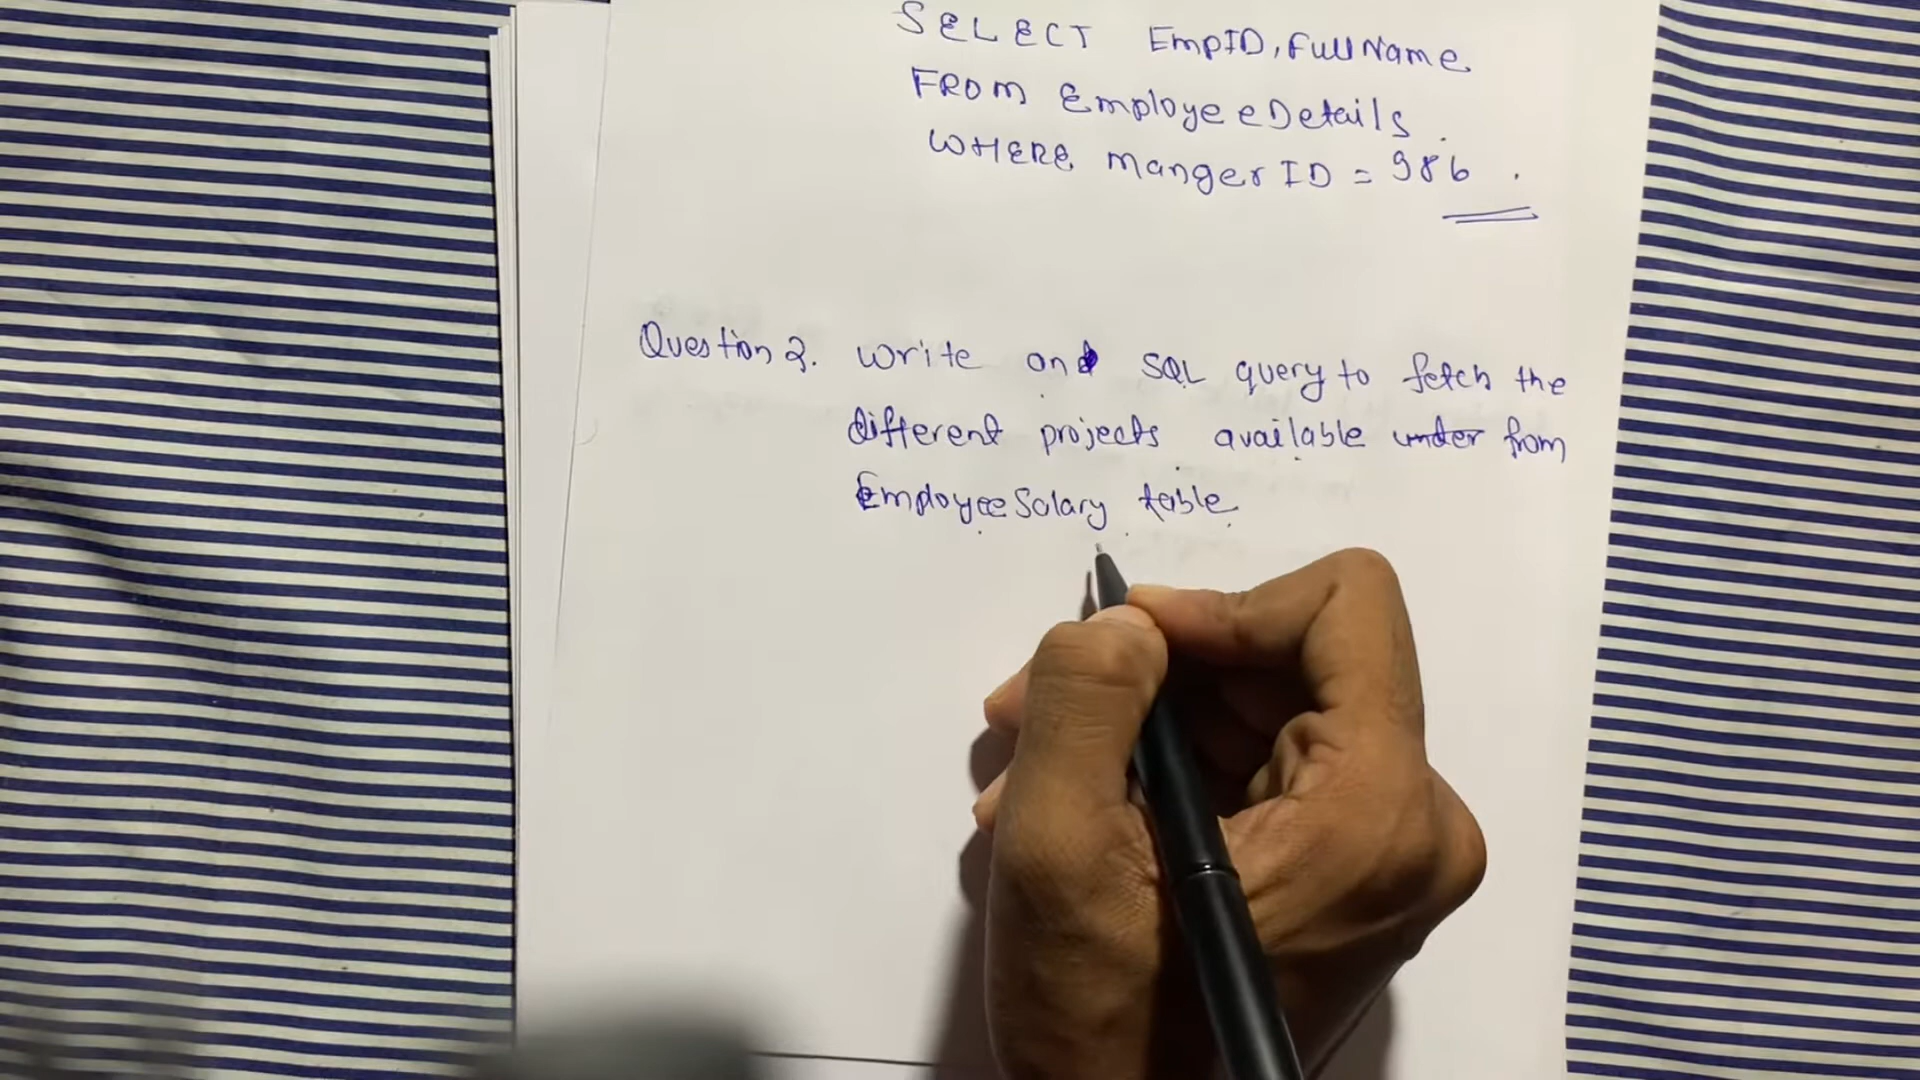 SELECT EmpID, FullName
FROM EmployeeDetails
WHERE mangerID = 986
Question 2. write an SQL query to fetch the
different projects available under from
EmployeeSalary table